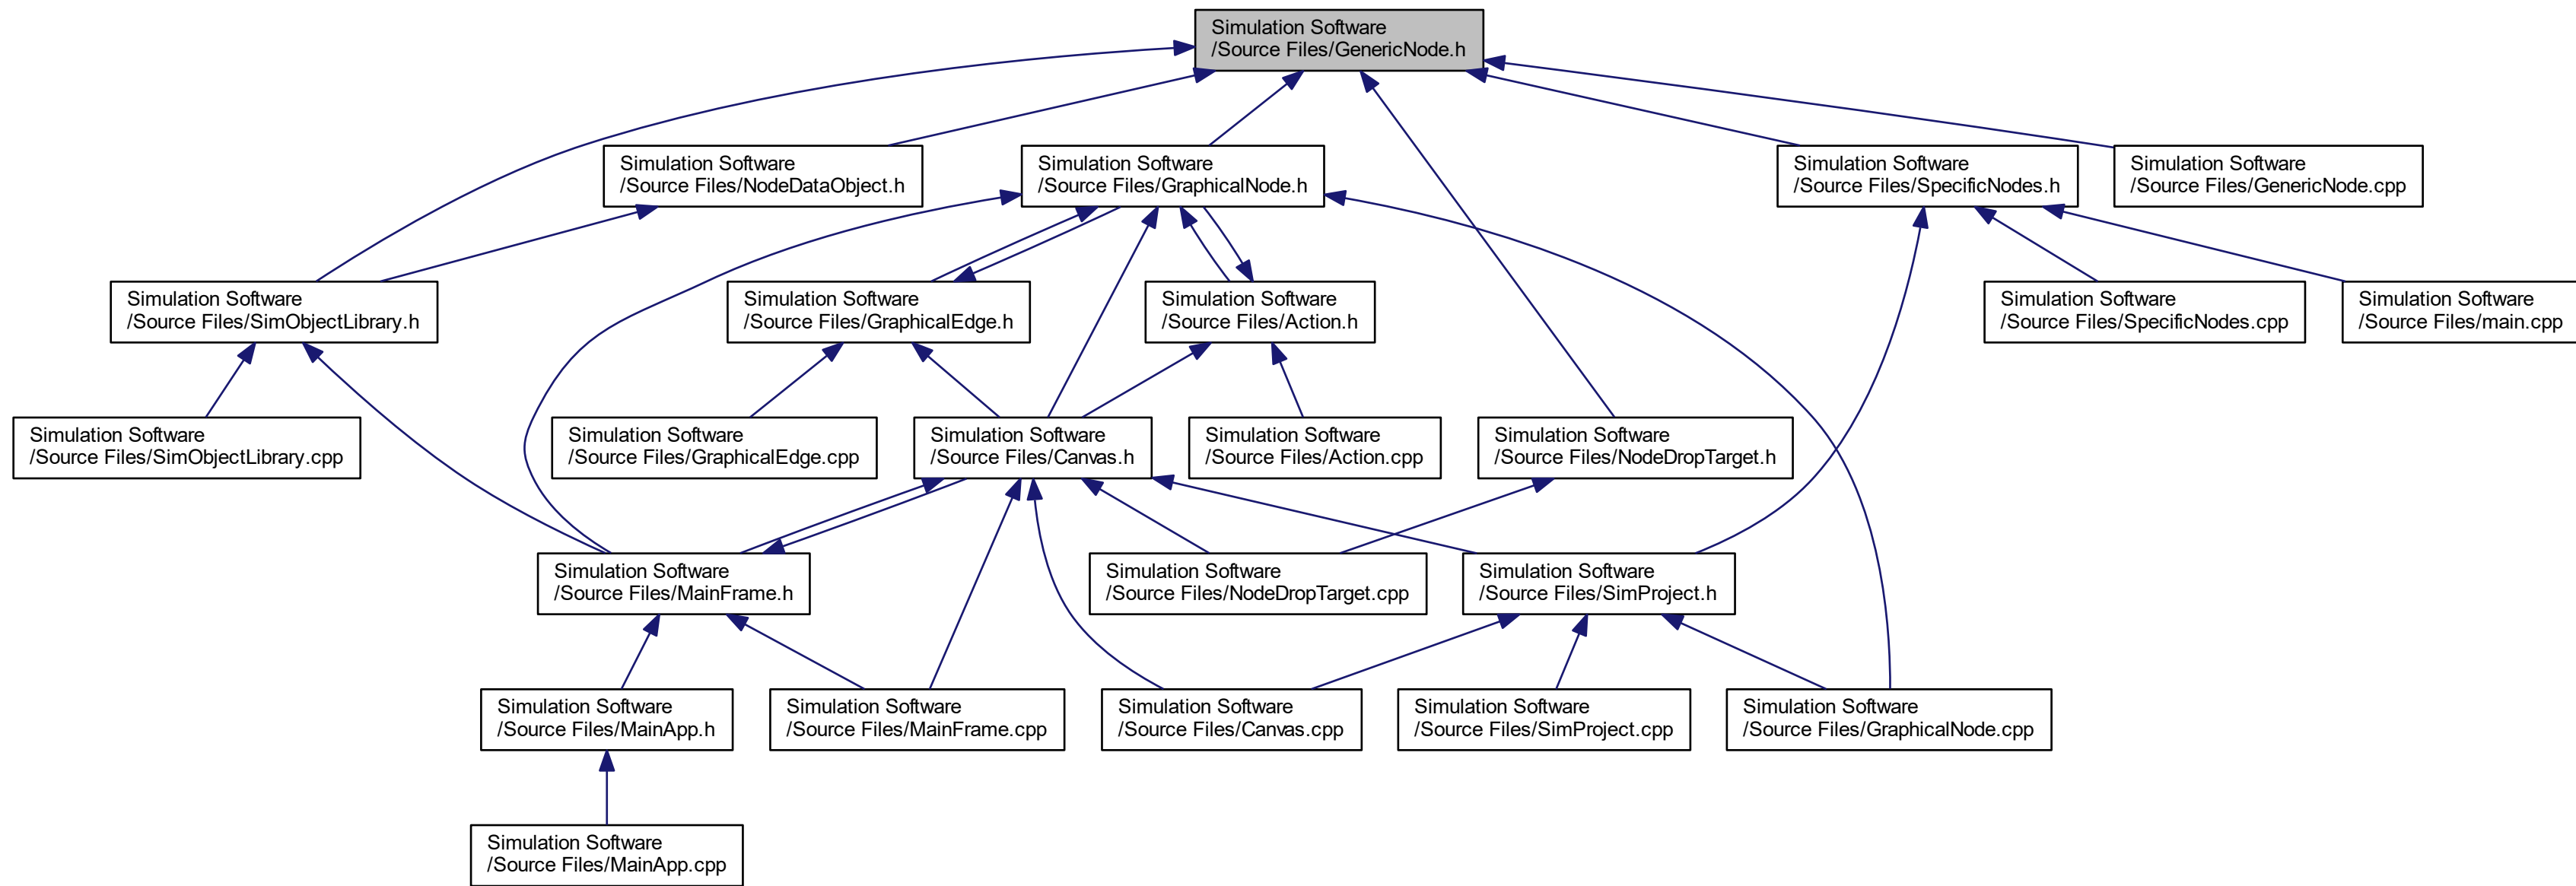 Simulation Software
/Source Files/GenericNode.h
Simulation Software
/Source Files/NodeDataObject.h
Simulation Software
/Source Files/GraphicalNode.h
Simulation Software
/Source Files/SpecificNodes.h
Simulation Software
/Source Files/GenericNode.cpp
Simulation Software
/Source Files/SimObjectLibrary.h
Simulation Software
/Source Files/GraphicalEdge.h
Simulation Software
/Source Files/Action.h
Simulation Software
/Source Files/SpecificNodes.cpp
Simulation Software
/Source Files/main.cpp
Simulation Software
/Source Files/SimObjectLibrary.cpp
Simulation Software
/Source Files/GraphicalEdge.cpp
Simulation Software
/Source Files/Canvas.h
Simulation Software
/Source Files/Action.cpp
Simulation Software
/Source Files/NodeDropTarget.h
Simulation Software
/Source Files/MainFrame.h
Simulation Software
/Source Files/NodeDropTarget.cpp
Simulation Software
/Source Files/SimProject.h
Simulation Software
/Source Files/MainApp.h
Simulation Software
/Source Files/MainFrame.cpp
Simulation Software
/Source Files/Canvas.cpp
Simulation Software
/Source Files/SimProject.cpp
Simulation Software
/Source Files/GraphicalNode.cpp
Simulation Software
/Source Files/MainApp.cpp